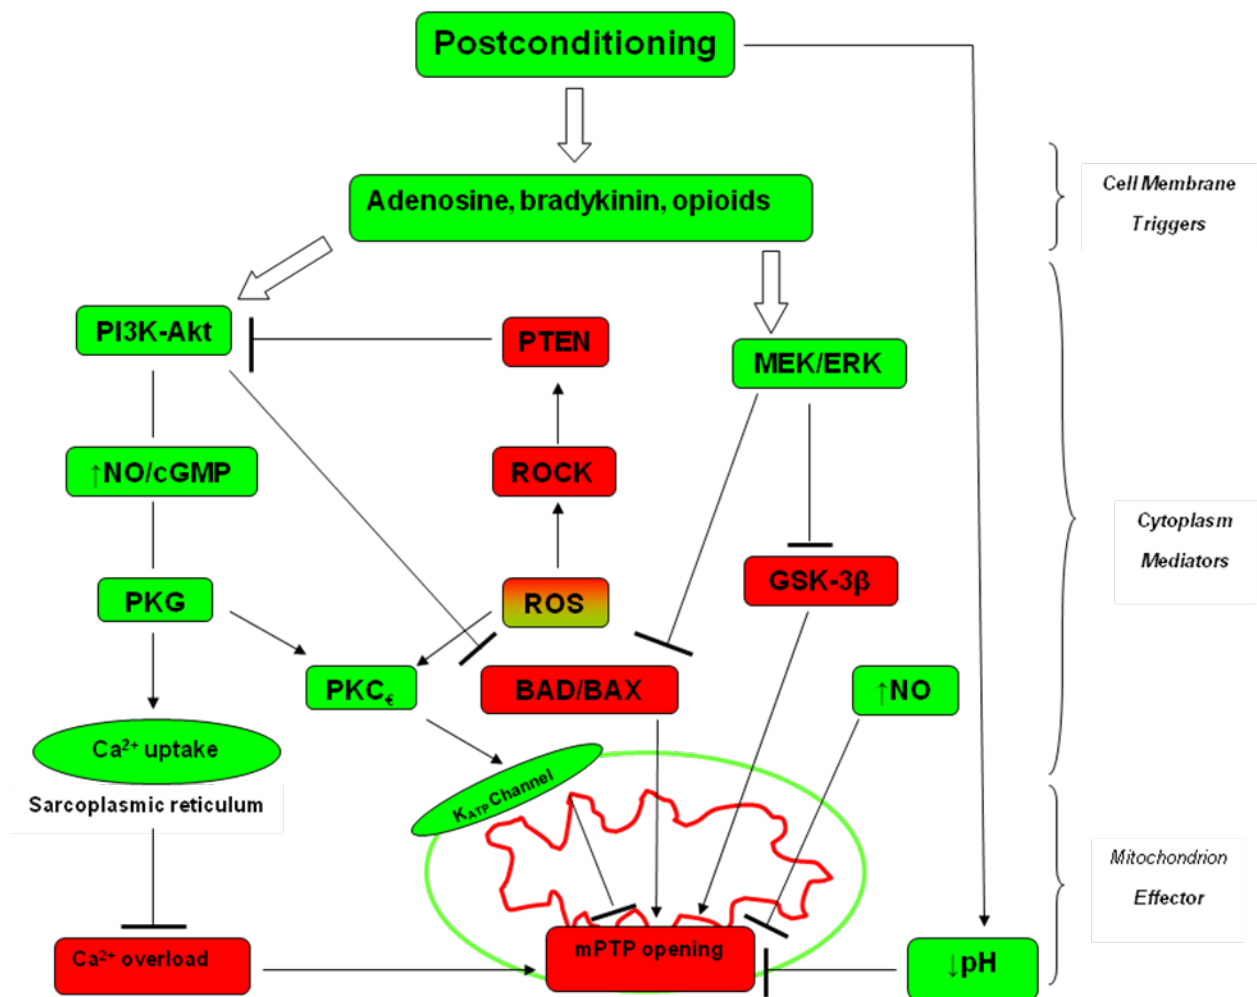 Postconditioning
Adenosine, bradykinin, opioids
Cell Membrane
Triggers
PI3K-Akt
PTEN
MEK/ERK
↑NO/cGMP
ROCK
Cytoplasm
Mediators
GSK-3β
PKG
ROS
PKC€
BAD/BAX
↑NO
Ca²⁺ uptake
Sarcoplasmic reticulum
KATP Channel
Mitochondrion
Effector
Ca²⁺ overload
mPTP opening
↓pH